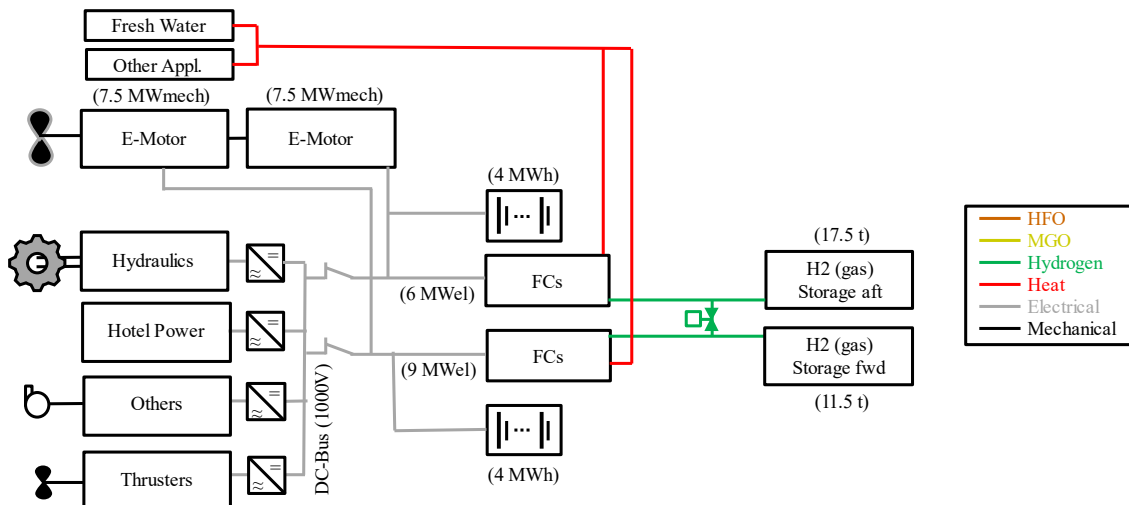 Fresh Water
Other Appl.
(7.5 MWmech)
(7.5 MWmech)
E-Motor
E-Motor
(4 MWh)
Hydraulics
(6 MWel)
FCs
(17.5 t)
H2 (gas)
Storage aft
Hotel Power
(9 MWel)
FCs
H2 (gas)
Storage fwd
(11.5 t)
Others
DC-Bus (1000V)
(4 MWh)
Thrusters
HFO
MGO
Hydrogen
Heat
Electrical
Mechanical